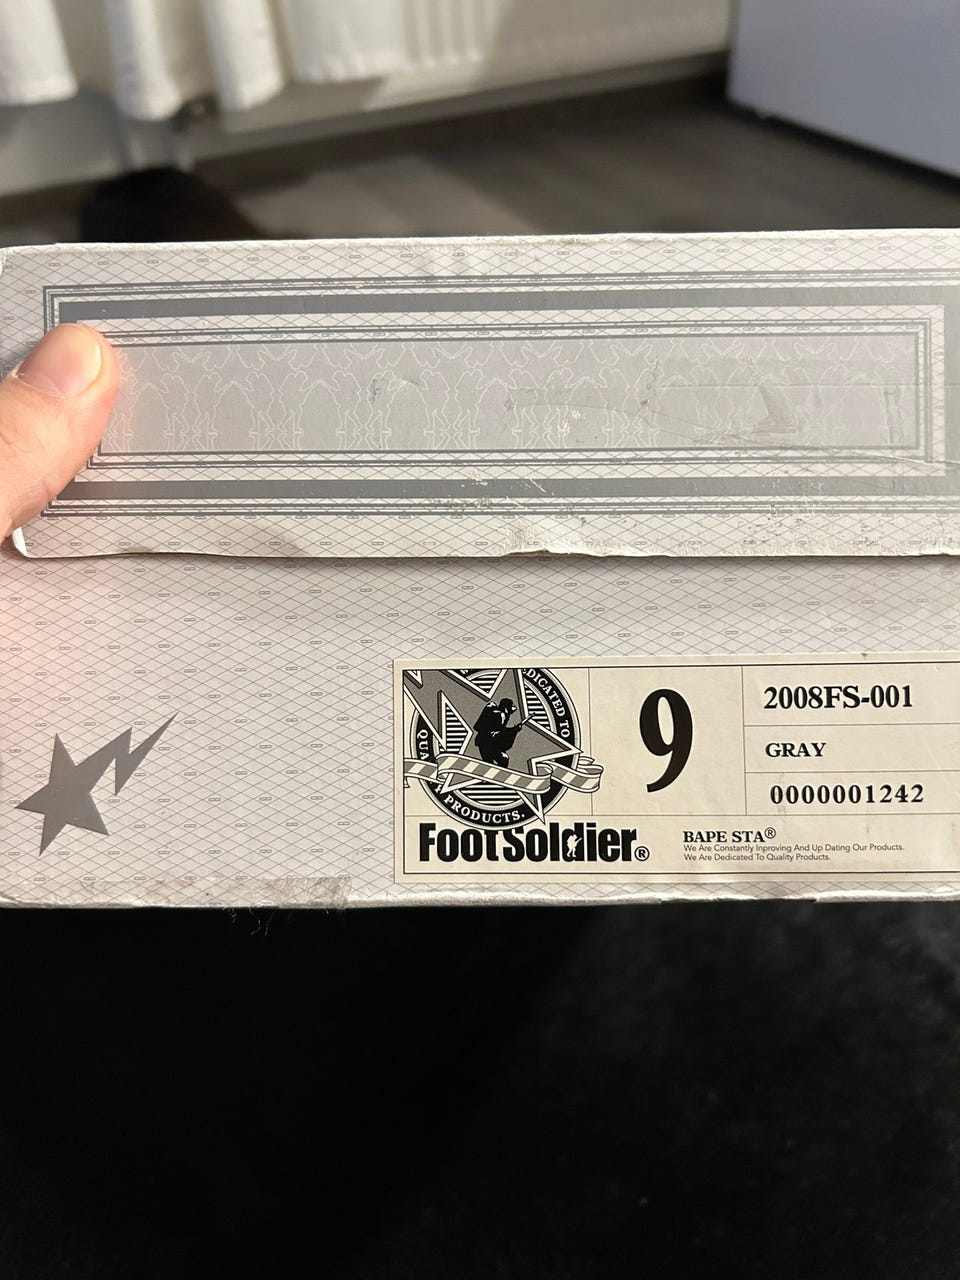 DEDICATED TO
QUA
PRODUCTS.
9
2008FS-001
GRAY
0000001242
FootSoldier®
BAPE STA®
We Are Constantly Inproving And Up Dating Our Products.
We Are Dedicated To Quality Products.